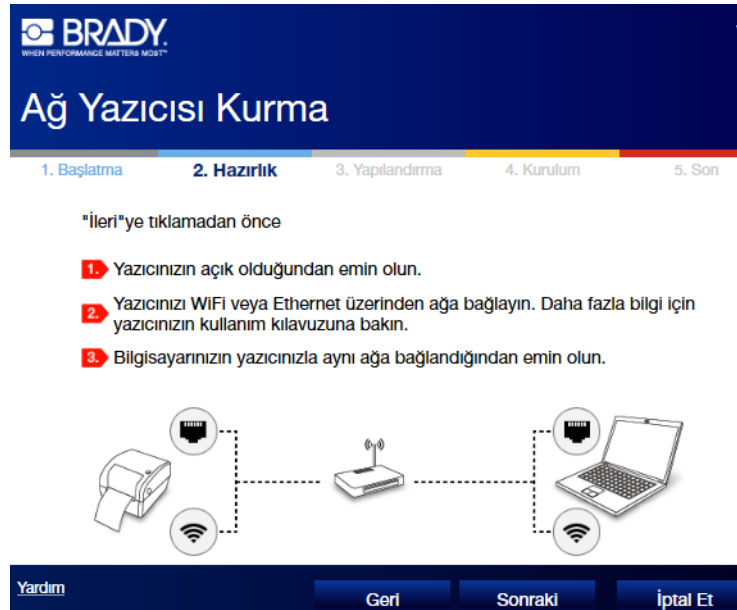 BRADY.
WHEN PERFORMANCE MATTERS MOST™
Ağ Yazıcısı Kurma
1. Başlatma 2. Hazırlık 3. Yapılandırma 4. Kurulum 5. Son
"İleri"ye tıklamadan önce
1. Yazıcınızın açık olduğundan emin olun.
2. Yazıcınızı WiFi veya Ethernet üzerinden ağa bağlayın. Daha fazla bilgi için
yazıcınızın kullanım kılavuzuna bakın.
3. Bilgisayarınızın yazıcınızla aynı ağa bağlandığından emin olun.
Yardım Geri Sonraki İptal Et